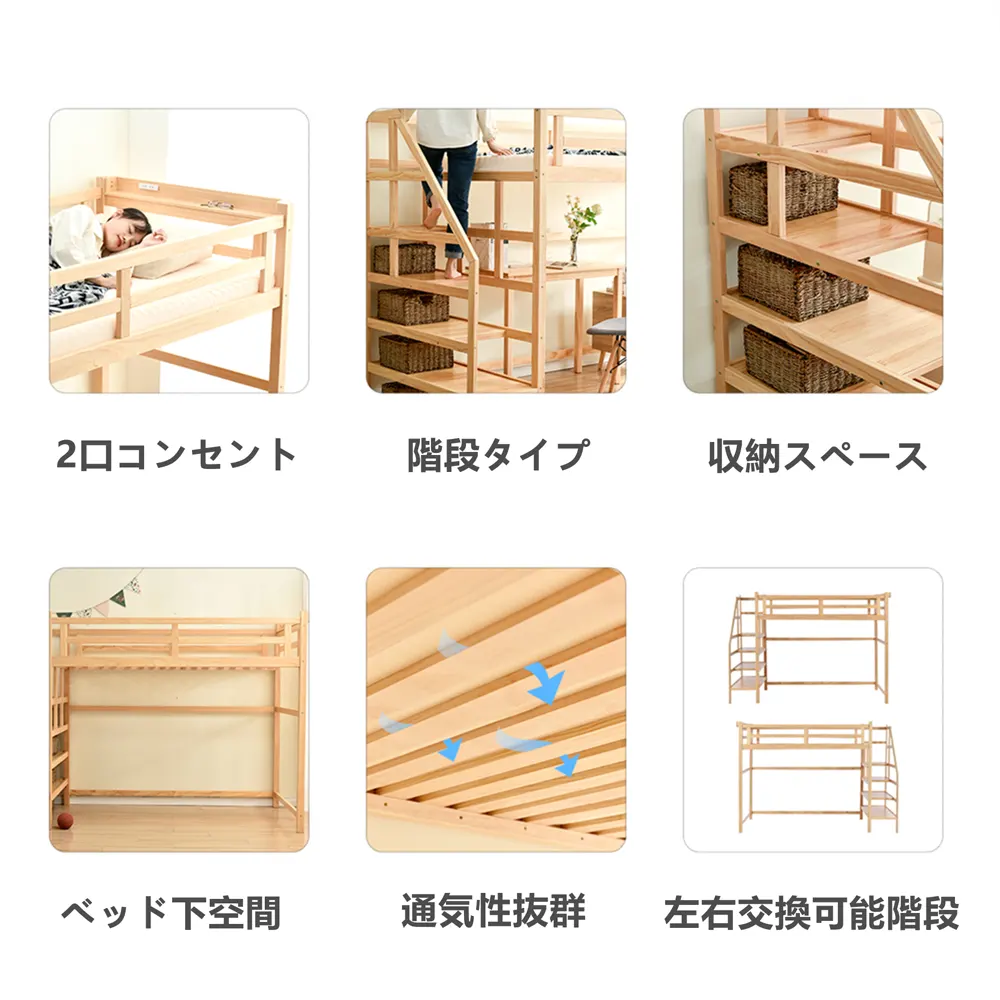 2口コンセント
階段タイプ
収納スペース
ベッド下空間
通気性抜群
左右交換可能階段